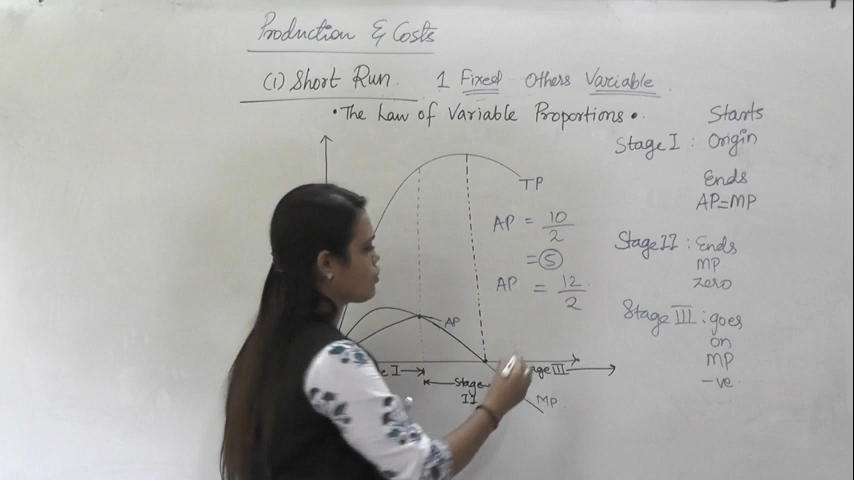 Production & Costs
(1) Short Run. 1 Fixed Others Variable
• The Law of Variable Proportions •
Starts
Stage I : Origin
Ends
AP=MP
TP
AP = 10/2
= 5
AP = 12/2
Stage II : Ends
MP
zero
Stage III : goes
on
MP
-ve
AP
Stage
II
III
MP